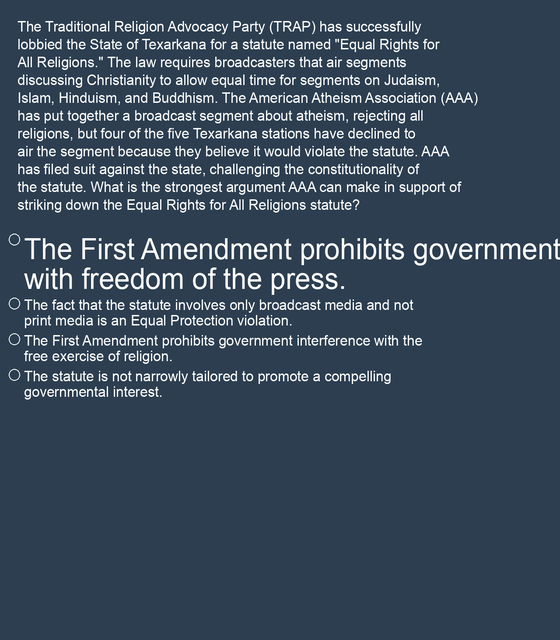 The Traditional Religion Advocacy Party (TRAP) has successfully
lobbied the State of Texarkana for a statute named "Equal Rights for
All Religions." The law requires broadcasters that air segments
discussing Christianity to allow equal time for segments on Judaism,
Islam, Hinduism, and Buddhism. The American Atheism Association (AAA)
has put together a broadcast segment about atheism, rejecting all
religions, but four of the five Texarkana stations have declined to
air the segment because they believe it would violate the statute. AAA
has filed suit against the state, challenging the constitutionality of
the statute. What is the strongest argument AAA can make in support of
striking down the Equal Rights for All Religions statute?
The First Amendment prohibits government
with freedom of the press.
The fact that the statute involves only broadcast media and not
print media is an Equal Protection violation.
The First Amendment prohibits government interference with the
free exercise of religion.
The statute is not narrowly tailored to promote a compelling
governmental interest.